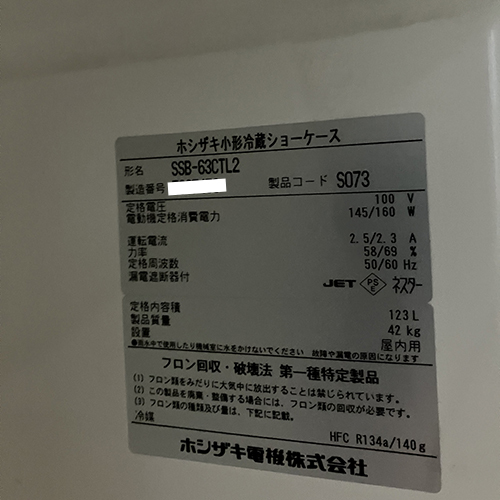 ホシザキ小形冷蔵ショーケース
形名 SSB-63CTL2
製造番号 製品コード S073
定格電圧 100 V
電動機定格消費電力 145/160 W
運転電流 2.5/2.3 A
力率 58/69 %
定格周波数 50/60 Hz
漏電遮断器付 JET PSE ネスター
定格内容積 123 L
製品質量 42 kg
設置 屋内用
●雨水中で使用したり機械室に水をかけないでください 故障や漏電の原因になります
フロン回収・破壊法 第一種特定製品
(1) フロン類をみだりに大気中に放出することは禁じられています。
(2) この製品を廃棄・整備する場合には、フロン類の回収が必要です。
(3) フロン類の種類及び量は、下記に記載。
冷媒 HFC R134a/140g
ホシザキ電機株式会社